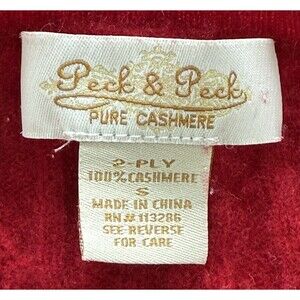 Peck & Peck
PURE CASHMERE
2-PLY
100% CASHMERE
S
MADE IN CHINA
RN# 113286
SEE REVERSE
FOR CARE